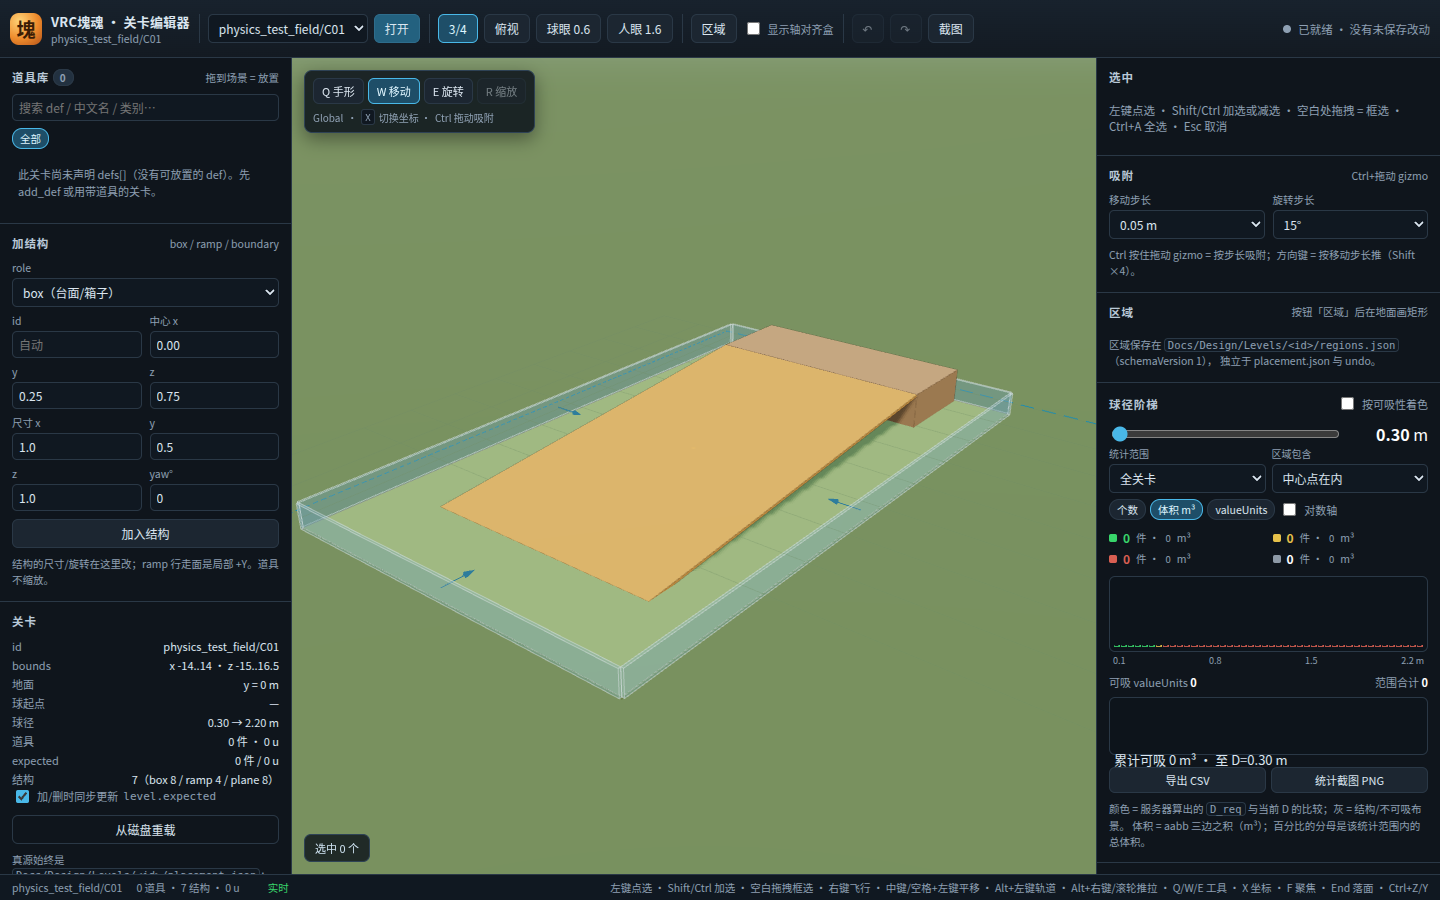 塊
VRC塊魂 · 关卡编辑器
physics_test_field/C01
physics_test_field/C01
打开
3/4
俯视
球眼 0.6
人眼 1.6
区域
显示轴对齐盒
↶
↷
截图
已就绪 · 没有未保存改动
道具库 0
拖到场景 = 放置
搜索 def / 中文名 / 类别…
全部
此关卡尚未声明 defs[]（没有可放置的 def）。先
add_def 或用带道具的关卡。
加结构
box / ramp / boundary
role
box（台面/箱子）
id
中心 x
自动
0.00
y
z
0.25
0.75
尺寸 x
y
1.0
0.5
z
yaw°
1.0
0
加入结构
结构的尺寸/旋转在这里改；ramp 行走面是局部 +Y。道具
不缩放。
关卡
id
physics_test_field/C01
bounds
x -14..14 · z -15..16.5
地面
y = 0 m
球起点
—
球径
0.30 → 2.20 m
道具
0 件 · 0 u
expected
0 件 / 0 u
结构
7（box 8 / ramp 4 / plane 8）
加/删时同步更新 level.expected
从磁盘重载
真源始终是
Docs/Design/Levels/<id>/placement.json；
Q 手形
W 移动
E 旋转
R 缩放
Global · X 切换坐标 · Ctrl 拖动吸附
选中 0 个
选中
左键点选 · Shift/Ctrl 加选或减选 · 空白处拖拽 = 框选 ·
Ctrl+A 全选 · Esc 取消
吸附
Ctrl+拖动 gizmo
移动步长
旋转步长
0.05 m
15°
Ctrl 按住拖动 gizmo = 按步长吸附；方向键 = 按移动步长推（Shift
×4）。
区域
按钮「区域」后在地面画矩形
区域保存在 Docs/Design/Levels/<id>/regions.json
（schemaVersion 1），独立于 placement.json 与 undo。
球径阶梯
按可吸性着色
0.30 m
统计范围
区域包含
全关卡
中心点在内
个数
体积 m³
valueUnits
对数轴
0 件 · 0 m³
0 件 · 0 m³
0 件 · 0 m³
0 件 · 0 m³
0.1
0.8
1.5
2.2 m
可吸 valueUnits 0
范围合计 0
累计可吸 0 m³ · 至 D=0.30 m
导出 CSV
统计截图 PNG
颜色 = 服务器算出的 D_req 与当前 D 的比较；灰 = 结构/不可吸布
景。 体积 = aabb 三边之积（m³）；百分比的分母是该统计范围内的
总体积。
physics_test_field/C01
0 道具 · 7 结构 · 0 u
实时
左键点选 · Shift/Ctrl 加选 · 空白拖拽框选 · 右键飞行 · 中键/空格+左键平移 · Alt+左键轨道 · Alt+右键/滚轮推拉 · Q/W/E 工具 · X 坐标 · F 聚焦 · End 落面 · Ctrl+Z/Y